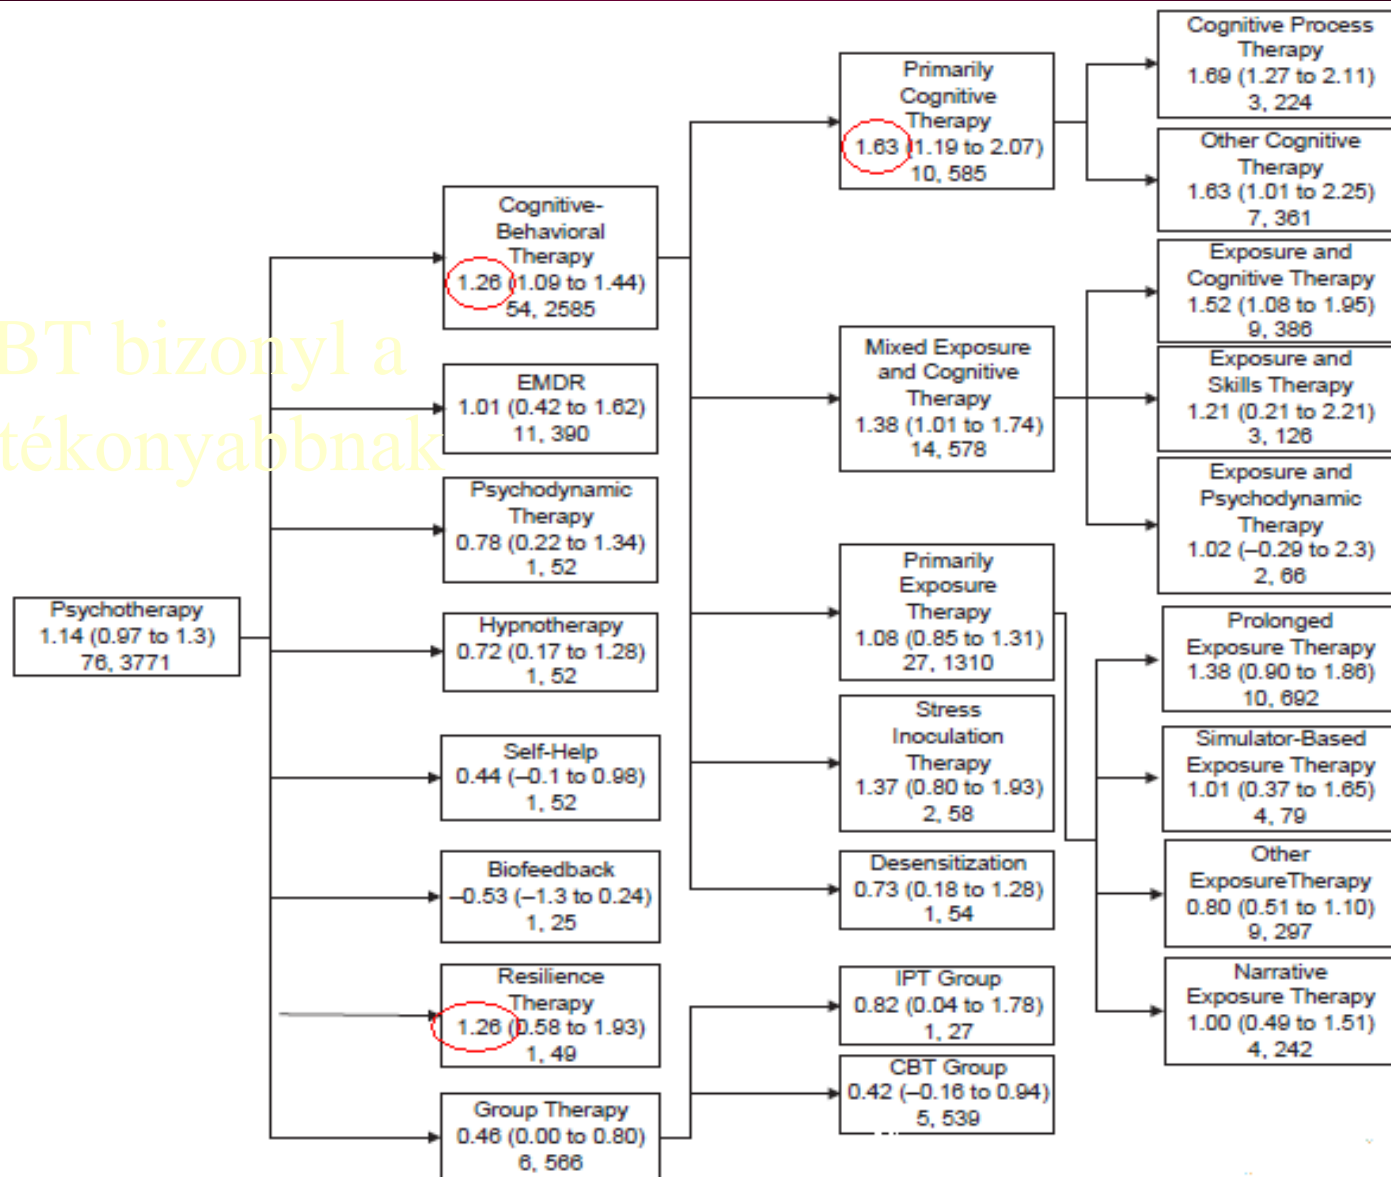 BT bizonyl a
tékonyabbnak
Psychotherapy
1.14 (0.97 to 1.3)
76, 3771
Cognitive-
Behavioral
Therapy
1.26 (1.09 to 1.44)
54, 2585
EMDR
1.01 (0.42 to 1.62)
11, 390
Psychodynamic
Therapy
0.78 (0.22 to 1.34)
1, 52
Hypnotherapy
0.72 (0.17 to 1.28)
1, 52
Self-Help
0.44 (–0.1 to 0.98)
1, 52
Biofeedback
–0.53 (–1.3 to 0.24)
1, 25
Resilience
Therapy
1.26 (0.58 to 1.93)
1, 49
Group Therapy
0.46 (0.00 to 0.80)
6, 566
Primarily
Cognitive
Therapy
1.63 (1.19 to 2.07)
10, 585
Mixed Exposure
and Cognitive
Therapy
1.38 (1.01 to 1.74)
14, 578
Primarily
Exposure
Therapy
1.08 (0.85 to 1.31)
27, 1310
Stress
Inoculation
Therapy
1.37 (0.80 to 1.93)
2, 58
Desensitization
0.73 (0.18 to 1.28)
1, 54
IPT Group
0.82 (0.04 to 1.78)
1, 27
CBT Group
0.42 (–0.16 to 0.94)
5, 539
Cognitive Process
Therapy
1.69 (1.27 to 2.11)
3, 224
Other Cognitive
Therapy
1.63 (1.01 to 2.25)
7, 361
Exposure and
Cognitive Therapy
1.52 (1.08 to 1.95)
9, 386
Exposure and
Skills Therapy
1.21 (0.21 to 2.21)
3, 126
Exposure and
Psychodynamic
Therapy
1.02 (–0.29 to 2.3)
2, 66
Prolonged
Exposure Therapy
1.38 (0.90 to 1.86)
10, 692
Simulator-Based
Exposure Therapy
1.01 (0.37 to 1.65)
4, 79
Other
ExposureTherapy
0.80 (0.51 to 1.10)
9, 297
Narrative
Exposure Therapy
1.00 (0.49 to 1.51)
4, 242